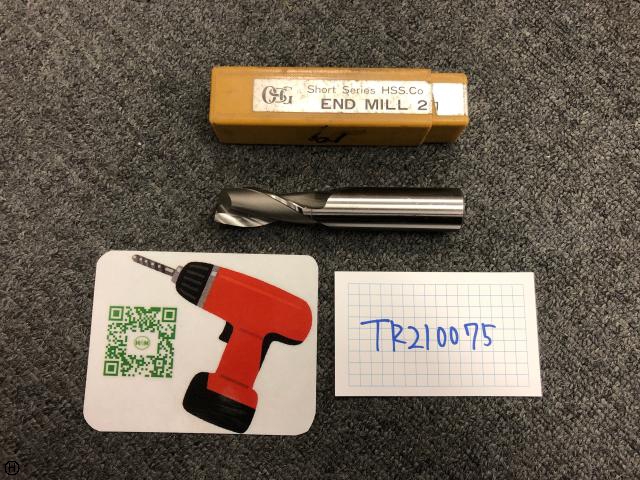 OSG
Short Series HSS.Co
END MILL 21
TR210075
H